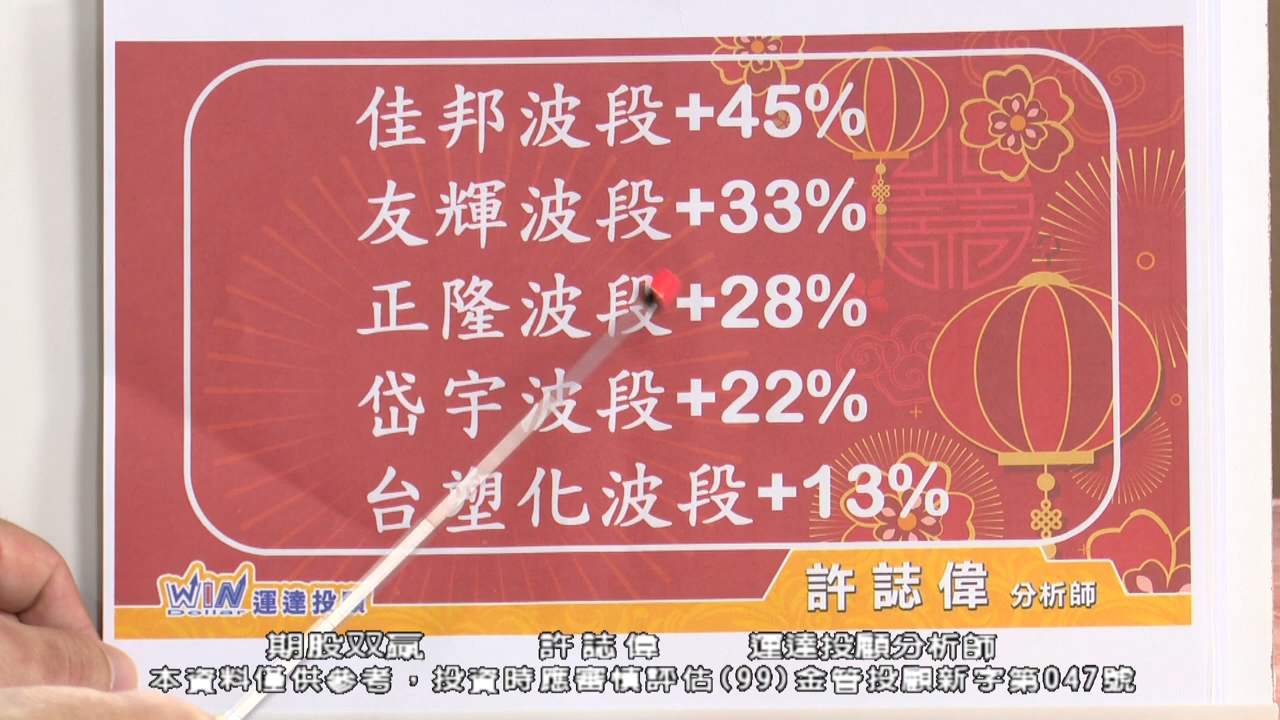 佳邦波段+45%
友輝波段+33%
正隆波段+28%
岱宇波段+22%
台塑化波段+13%
WIN Dollar 運達投顧
許誌偉 分析師
期股双贏 許誌偉 運達投顧分析師
本資料僅供參考，投資時應審慎評估(99)金管投顧新字第047號